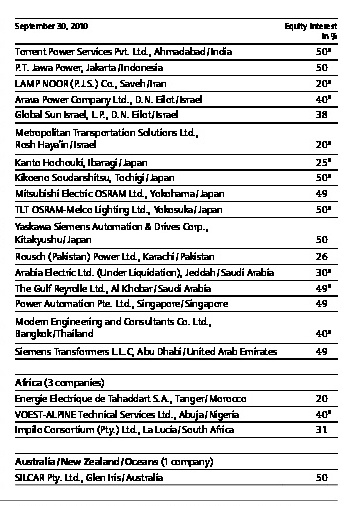 September 30, 2010 Equity interest
in %
Torrent Power Services Pvt. Ltd., Ahmadabad/India 50⁸
P.T. Jawa Power, Jakarta/Indonesia 50
LAMP NOOR (P.J.S.) Co., Saveh/Iran 20⁸
Arava Power Company Ltd., D.N. Eilot/Israel 40⁸
Global Sun Israel, L.P., D.N. Eilot/Israel 38
Metropolitan Transportation Solutions Ltd.,
Rosh Haya'in/Israel 20⁸
Kanto Hochouki, Ibaragi/Japan 25⁸
Kikoeno Soudanshitsu, Tochigi/Japan 50⁸
Mitsubishi Electric OSRAM Ltd., Yokohama/Japan 49
TLT OSRAM-Melco Lighting Ltd., Yokosuka/Japan 50⁸
Yaskawa Siemens Automation & Drives Corp.,
Kitakyushu/Japan 50
Rousch (Pakistan) Power Ltd., Karachi/Pakistan 26
Arabia Electric Ltd. (Under Liquidation), Jeddah/Saudi Arabia 30⁸
The Gulf Reyrolle Ltd., Al Khobar/Saudi Arabia 49⁸
Power Automation Pte. Ltd., Singapore/Singapore 49
Modern Engineering and Consultants Co. Ltd.,
Bangkok/Thailand 40⁸
Siemens Transformers L.L.C, Abu Dhabi/United Arab Emirates 49
Africa (3 companies)
Energie Electrique de Tahaddart S.A., Tanger/Morocco 20
VOEST-ALPINE Technical Services Ltd., Abuja/Nigeria 40⁸
Impilo Consortium (Pty.) Ltd., La Lucia/South Africa 31
Australia/New Zealand/Oceans (1 company)
SILCAR Pty. Ltd., Glen Iris/Australia 50